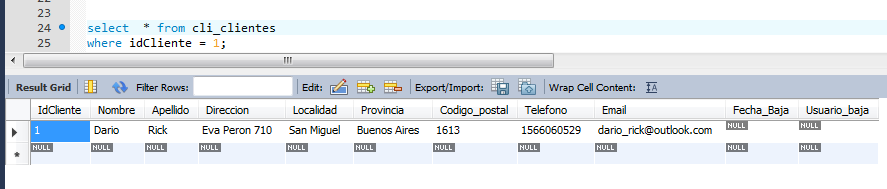 23
24 select * from cli_clientes
25 where idCliente = 1;
Result Grid Filter Rows: Edit: Export/Import: Wrap Cell Content: IA
IdCliente Nombre Apellido Direccion Localidad Provincia Codigo_postal Telefono Email Fecha_Baja Usuario_baja
1 Dario Rick Eva Peron 710 San Miguel Buenos Aires 1613 1566060529 dario_rick@outlook.com NULL NULL
NULL NULL NULL NULL NULL NULL NULL NULL NULL NULL NULL